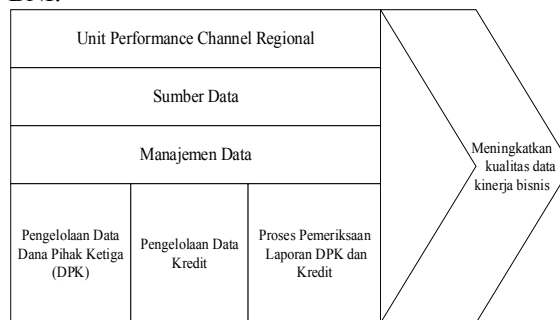 Unit Performance Channel Regional
Sumber Data
Manajemen Data
Meningkatkan
kualitas data
kinerja bisnis
Pengelolaan Data
Dana Pihak Ketiga
(DPK)
Pengelolaan Data
Kredit
Proses Pemeriksaan
Laporan DPK dan
Kredit